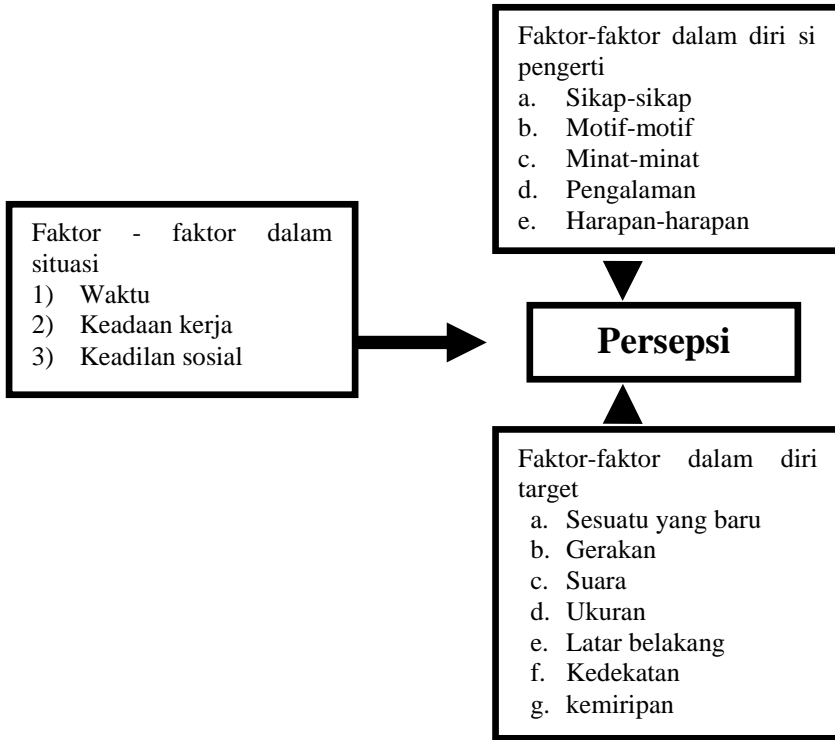 Faktor-faktor dalam diri si
pengerti
a. Sikap-sikap
b. Motif-motif
c. Minat-minat
d. Pengalaman
e. Harapan-harapan
Faktor - faktor dalam
situasi
1) Waktu
2) Keadaan kerja
3) Keadilan sosial
Persepsi
Faktor-faktor dalam diri
target
a. Sesuatu yang baru
b. Gerakan
c. Suara
d. Ukuran
e. Latar belakang
f. Kedekatan
g. kemiripan